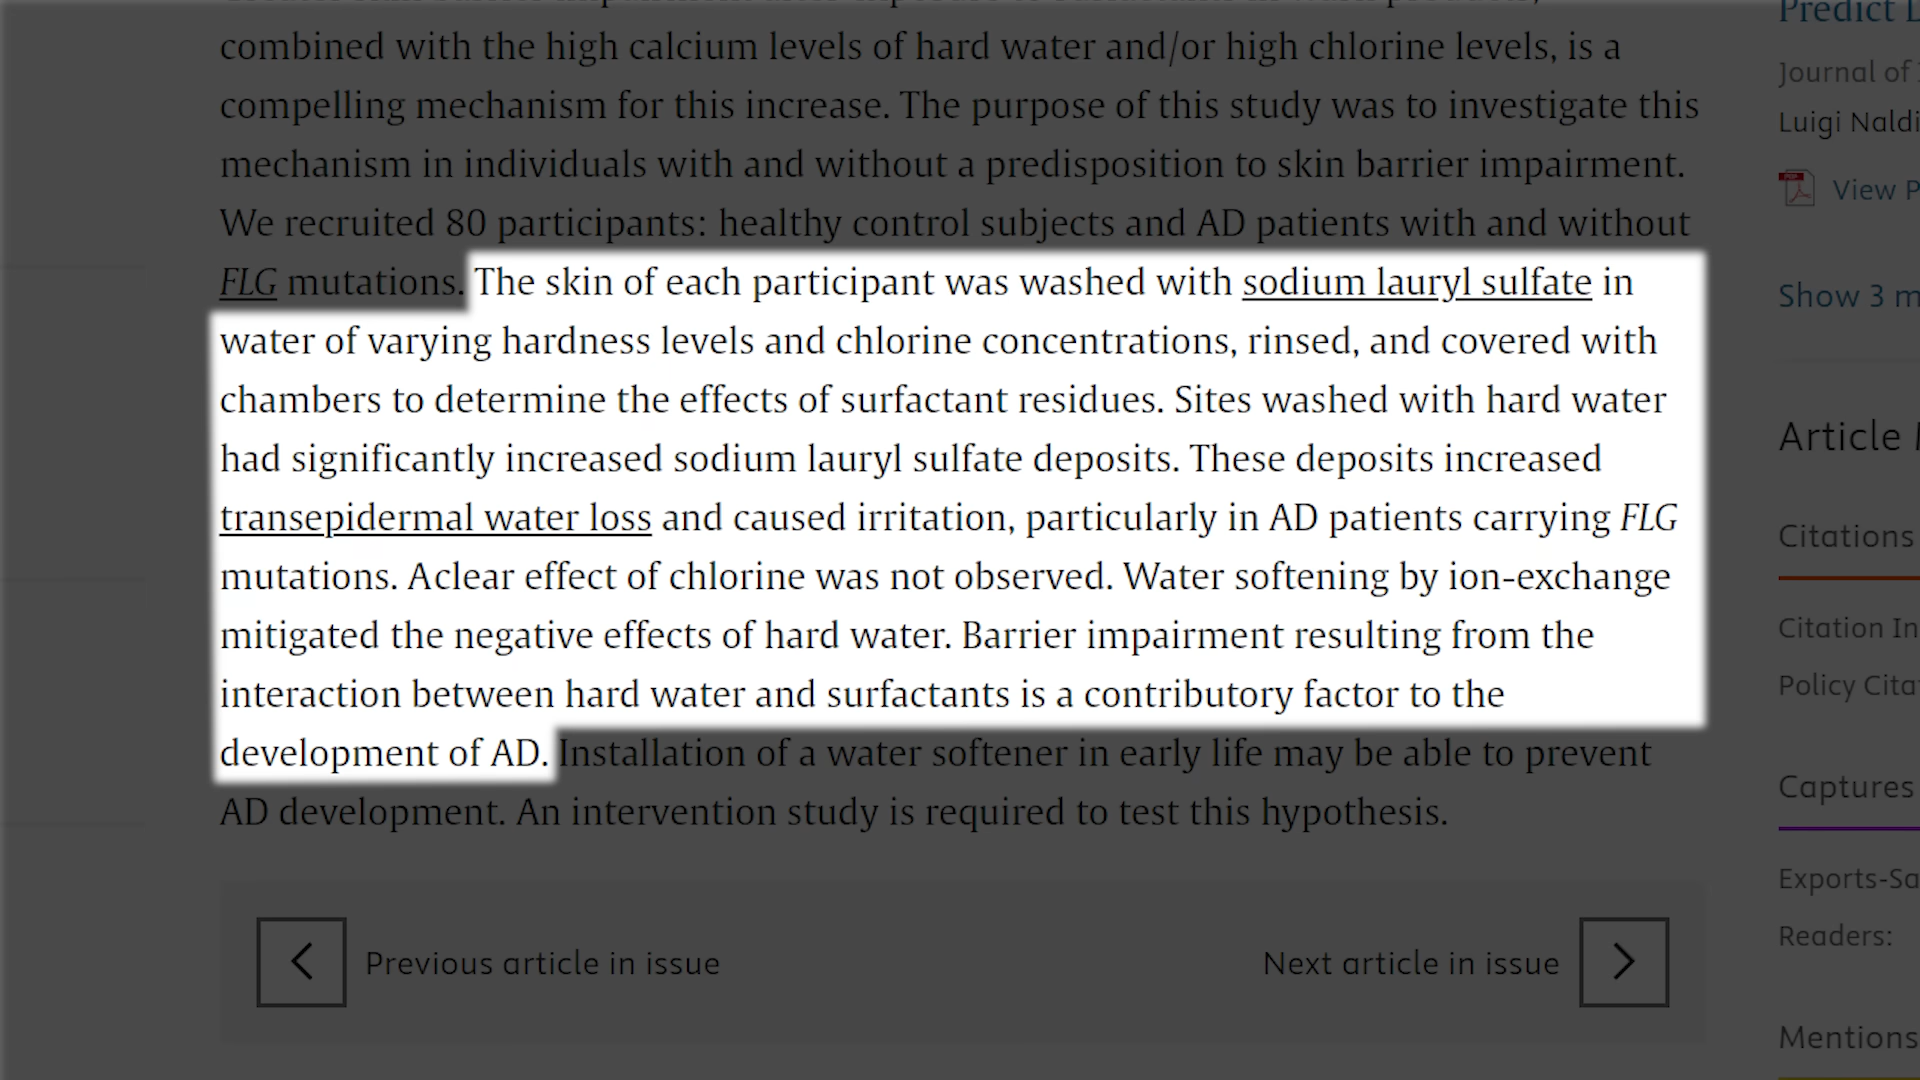 combined with the high calcium levels of hard water and/or high chlorine levels, is a
compelling mechanism for this increase. The purpose of this study was to investigate this
mechanism in individuals with and without a predisposition to skin barrier impairment.
We recruited 80 participants: healthy control subjects and AD patients with and without
FLG mutations. The skin of each participant was washed with sodium lauryl sulfate in
water of varying hardness levels and chlorine concentrations, rinsed, and covered with
chambers to determine the effects of surfactant residues. Sites washed with hard water
had significantly increased sodium lauryl sulfate deposits. These deposits increased
transepidermal water loss and caused irritation, particularly in AD patients carrying FLG
mutations. Aclear effect of chlorine was not observed. Water softening by ion-exchange
mitigated the negative effects of hard water. Barrier impairment resulting from the
interaction between hard water and surfactants is a contributory factor to the
development of AD. Installation of a water softener in early life may be able to prevent
AD development. An intervention study is required to test this hypothesis.
Previous article in issue
Next article in issue
Predict
Journal of
Luigi Naldi
PDF
View P
Show 3 m
Article
Citations
Citation In
Policy Cita
Captures
Exports-Sa
Readers:
Mentions